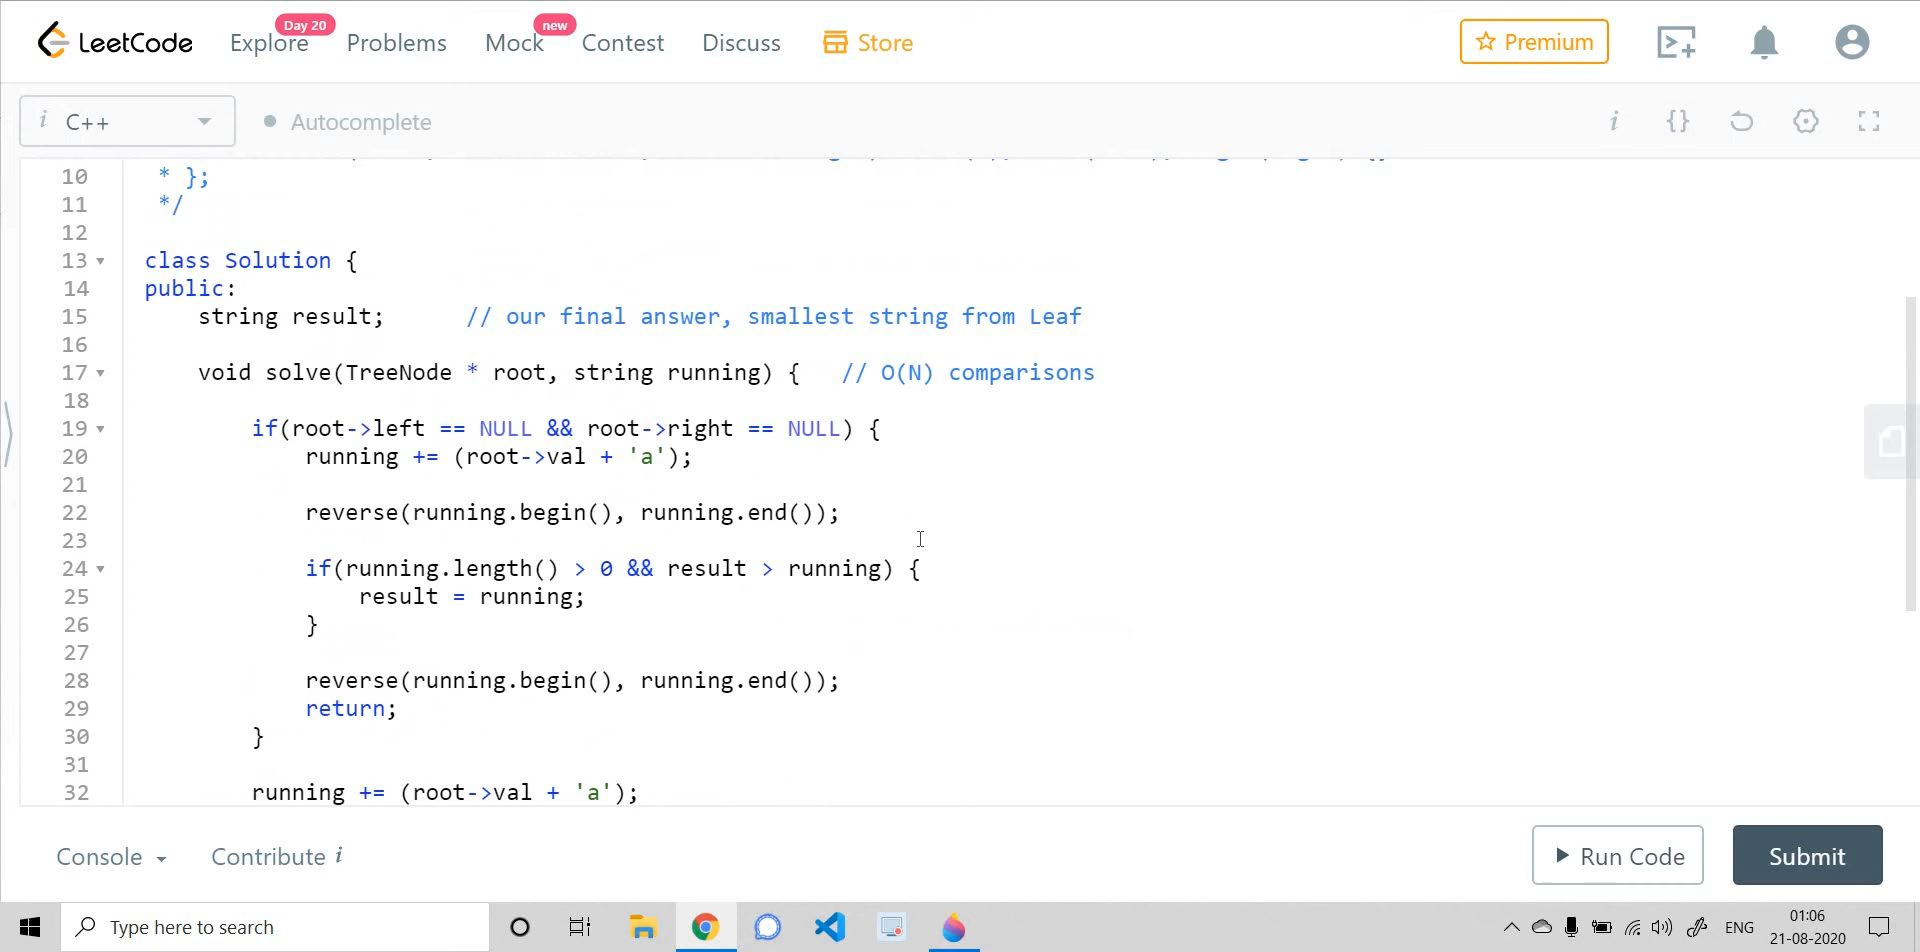 LeetCode Explore Day 20 Problems Mock new Contest Discuss Store Premium
i C++ Autocomplete i {}
10 * };
11 */
12
13 class Solution {
14 public:
15 string result; // our final answer, smallest string from Leaf
16
17 void solve(TreeNode * root, string running) { // O(N) comparisons
18
19 if(root->left == NULL && root->right == NULL) {
20 running += (root->val + 'a');
21
22 reverse(running.begin(), running.end());
23
24 if(running.length() > 0 && result > running) {
25 result = running;
26 }
27
28 reverse(running.begin(), running.end());
29 return;
30 }
31
32 running += (root->val + 'a');
Console Contribute i Run Code Submit
Type here to search ENG 01:06
21-08-2020